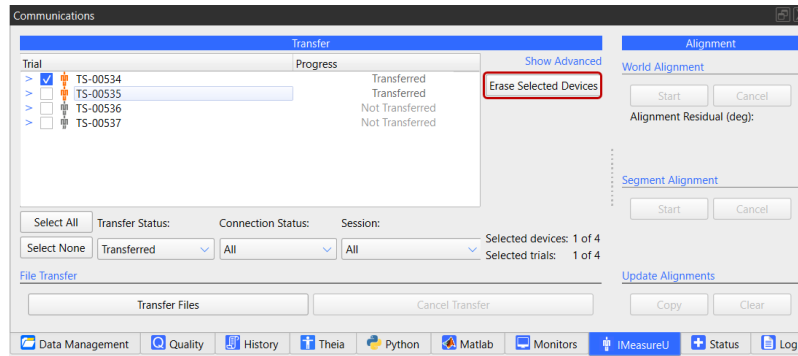 Communications
Transfer
Alignment
Trial Progress
Show Advanced
World Alignment
> TS-00534 Transferred
> TS-00535 Transferred
> TS-00536 Not Transferred
> TS-00537 Not Transferred
Erase Selected Devices
Start Cancel
Alignment Residual (deg):
Segment Alignment
Start Cancel
Select All Transfer Status: Connection Status: Session:
Select None Transferred All All
Selected devices: 1 of 4
Selected trials: 1 of 4
File Transfer
Update Alignments
Transfer Files Cancel Transfer
Copy Clear
Data Management Quality History Theia Python Matlab Monitors IMeasureU Status Log